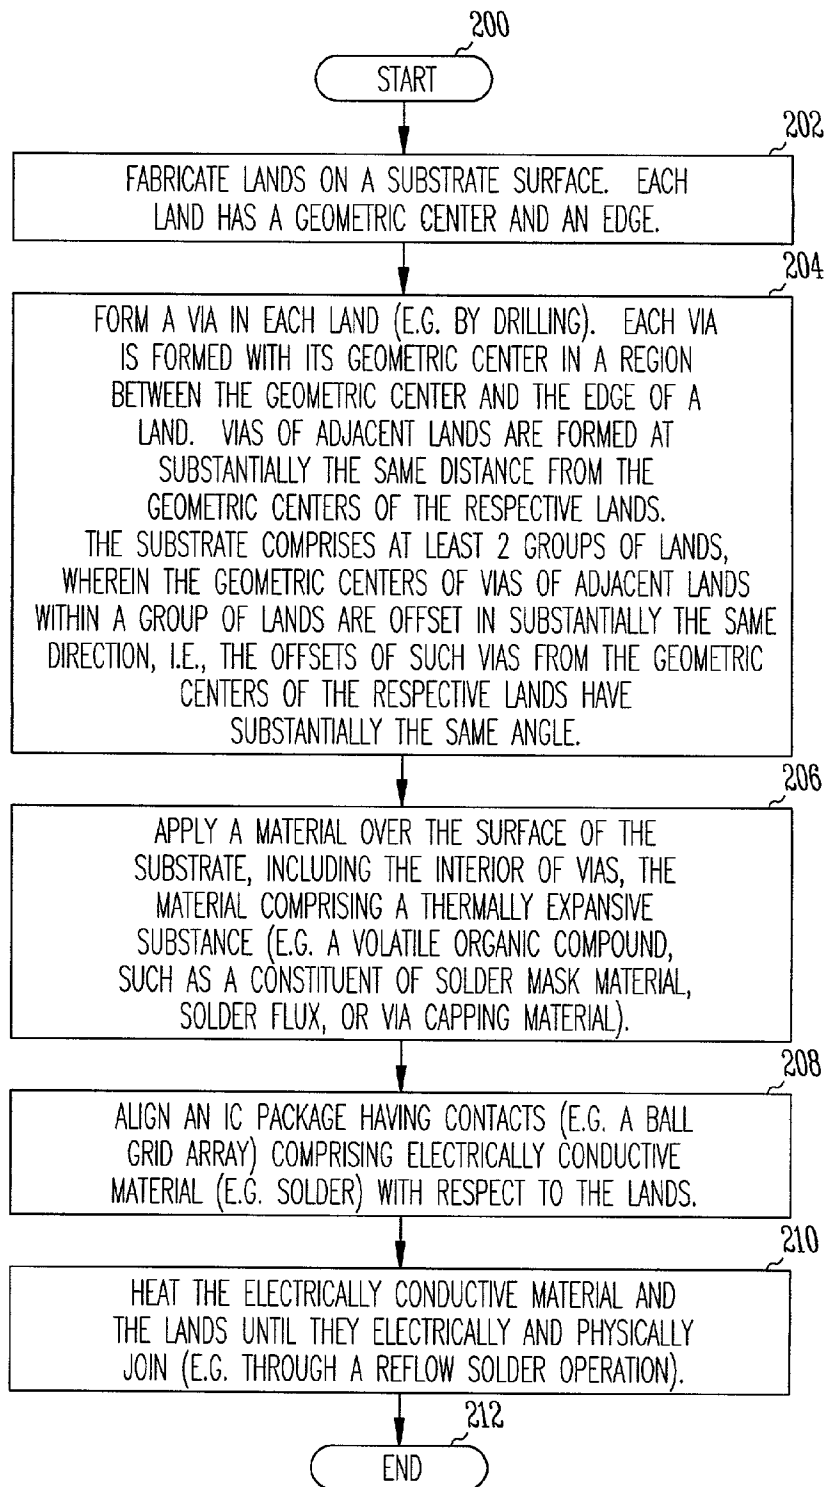 200
START
202
FABRICATE LANDS ON A SUBSTRATE SURFACE. EACH
LAND HAS A GEOMETRIC CENTER AND AN EDGE.
204
FORM A VIA IN EACH LAND (E.G. BY DRILLING). EACH VIA
IS FORMED WITH ITS GEOMETRIC CENTER IN A REGION
BETWEEN THE GEOMETRIC CENTER AND THE EDGE OF A
LAND. VIAS OF ADJACENT LANDS ARE FORMED AT
SUBSTANTIALLY THE SAME DISTANCE FROM THE
GEOMETRIC CENTERS OF THE RESPECTIVE LANDS.
THE SUBSTRATE COMPRISES AT LEAST 2 GROUPS OF LANDS,
WHEREIN THE GEOMETRIC CENTERS OF VIAS OF ADJACENT LANDS
WITHIN A GROUP OF LANDS ARE OFFSET IN SUBSTANTIALLY THE SAME
DIRECTION, I.E., THE OFFSETS OF SUCH VIAS FROM THE GEOMETRIC
CENTERS OF THE RESPECTIVE LANDS HAVE
SUBSTANTIALLY THE SAME ANGLE.
206
APPLY A MATERIAL OVER THE SURFACE OF THE
SUBSTRATE, INCLUDING THE INTERIOR OF VIAS, THE
MATERIAL COMPRISING A THERMALLY EXPANSIVE
SUBSTANCE (E.G. A VOLATILE ORGANIC COMPOUND,
SUCH AS A CONSTITUENT OF SOLDER MASK MATERIAL,
SOLDER FLUX, OR VIA CAPPING MATERIAL).
208
ALIGN AN IC PACKAGE HAVING CONTACTS (E.G. A BALL
GRID ARRAY) COMPRISING ELECTRICALLY CONDUCTIVE
MATERIAL (E.G. SOLDER) WITH RESPECT TO THE LANDS.
210
HEAT THE ELECTRICALLY CONDUCTIVE MATERIAL AND
THE LANDS UNTIL THEY ELECTRICALLY AND PHYSICALLY
JOIN (E.G. THROUGH A REFLOW SOLDER OPERATION).
212
END